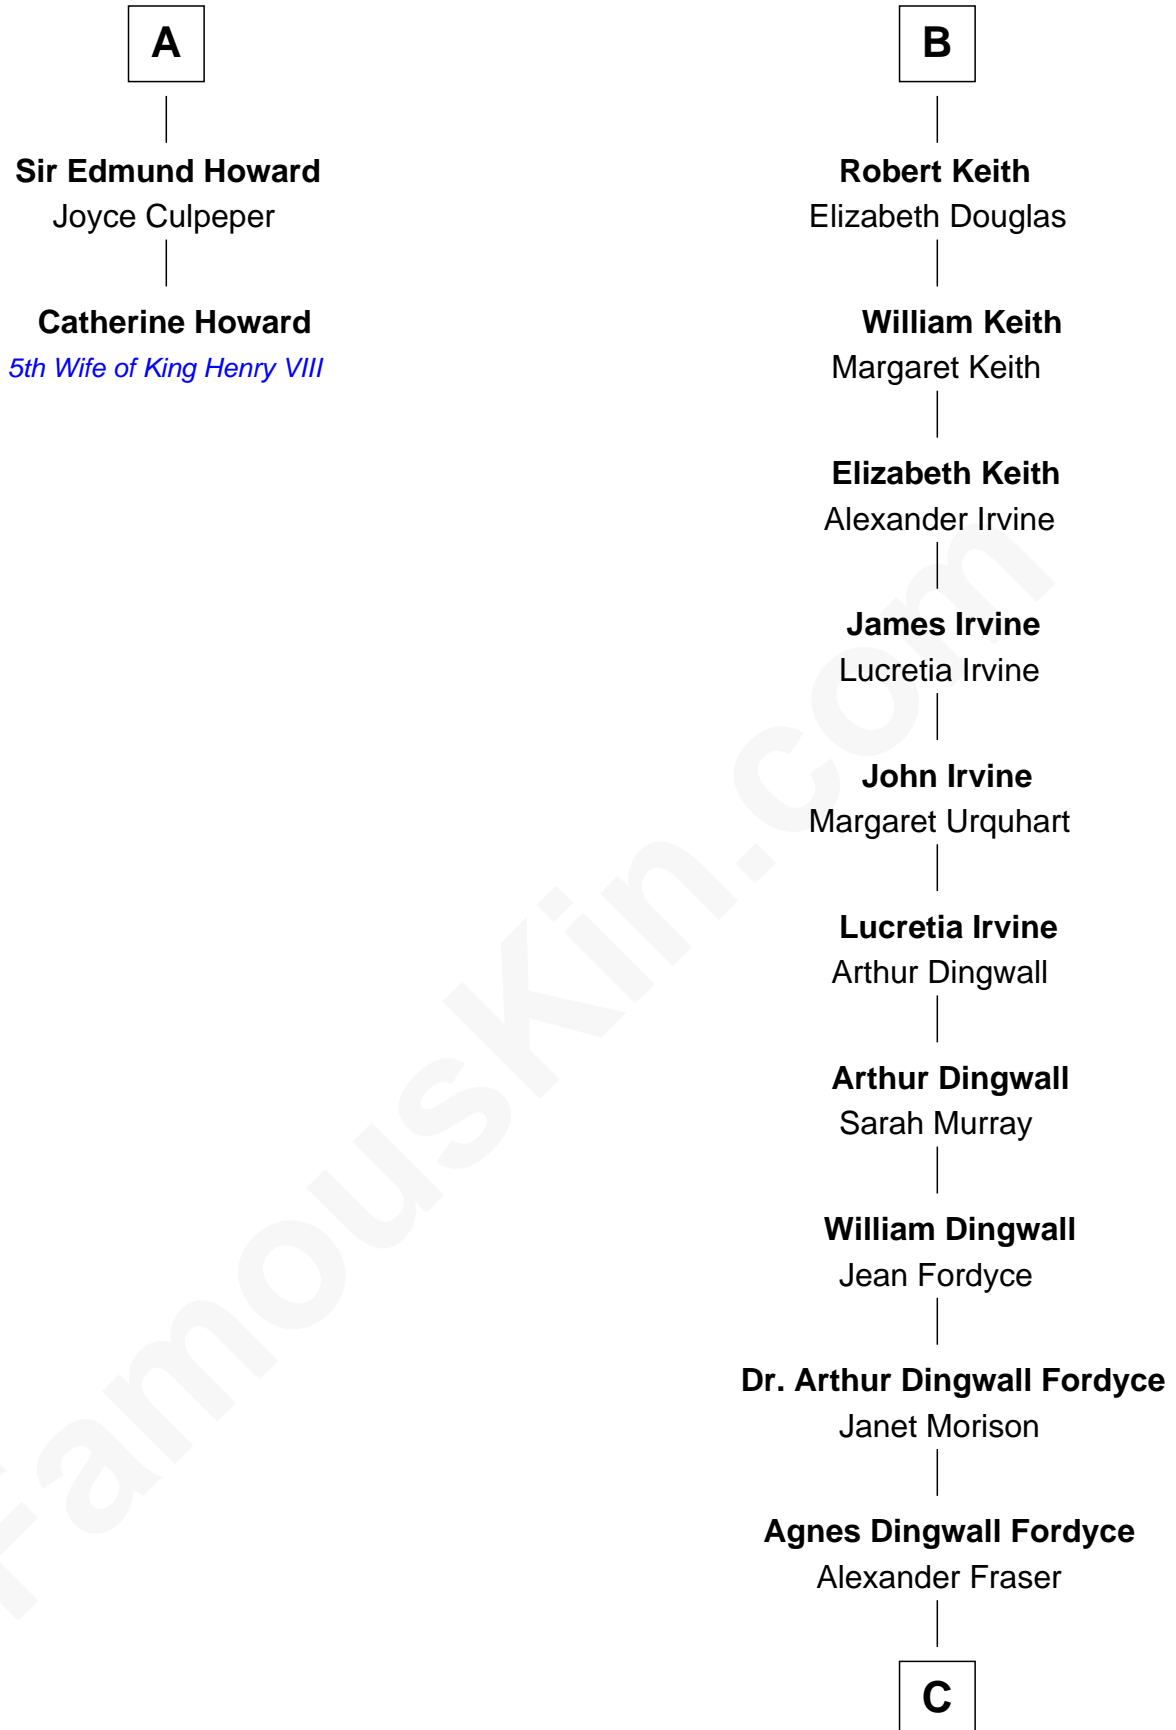 A
Sir Edmund Howard
Joyce Culpeper
Catherine Howard
5th Wife of King Henry VIII
B
Robert Keith
Elizabeth Douglas
William Keith
Margaret Keith
Elizabeth Keith
Alexander Irvine
James Irvine
Lucretia Irvine
John Irvine
Margaret Urquhart
Lucretia Irvine
Arthur Dingwall
Arthur Dingwall
Sarah Murray
William Dingwall
Jean Fordyce
Dr. Arthur Dingwall Fordyce
Janet Morison
Agnes Dingwall Fordyce
Alexander Fraser
C
FamousKin.com